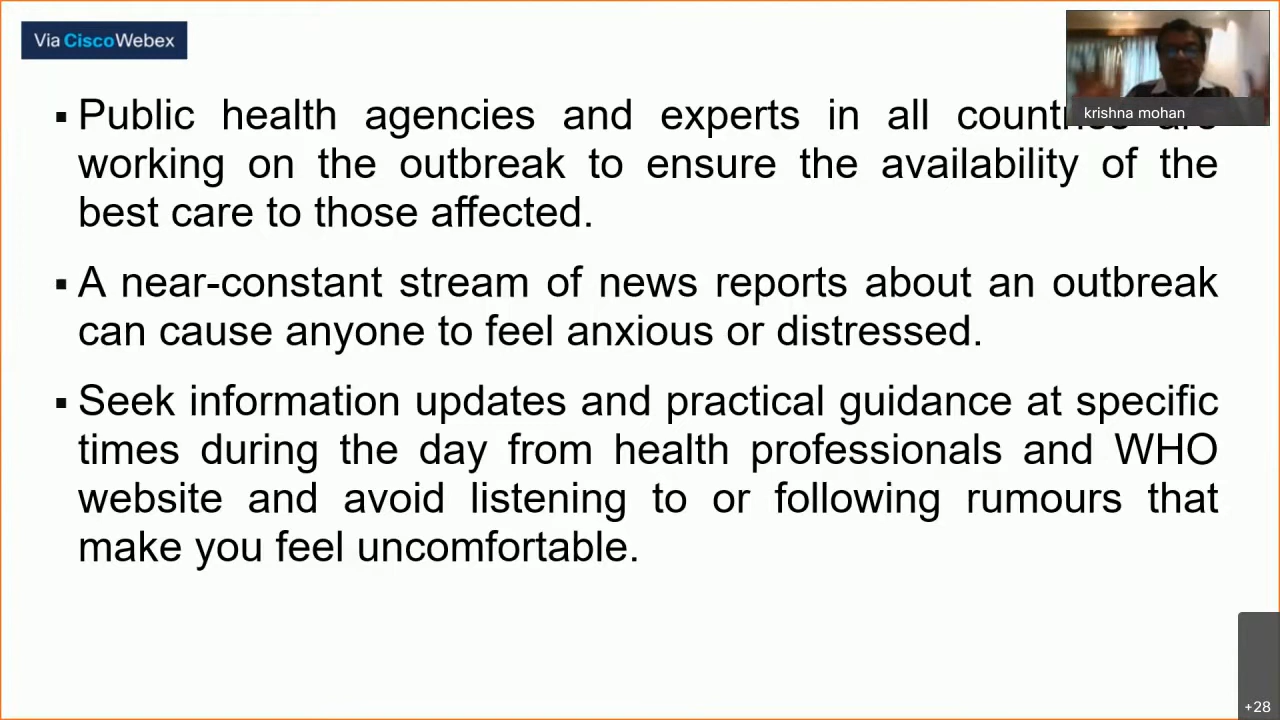 Via CiscoWebex
krishna mohan
▪ Public health agencies and experts in all countries are
working on the outbreak to ensure the availability of the
best care to those affected.
▪ A near-constant stream of news reports about an outbreak
can cause anyone to feel anxious or distressed.
▪ Seek information updates and practical guidance at specific
times during the day from health professionals and WHO
website and avoid listening to or following rumours that
make you feel uncomfortable.
+28